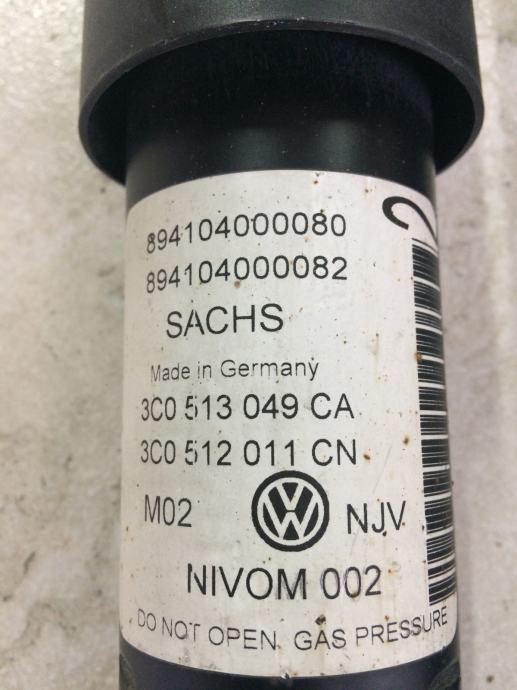 894104000080
894104000082
SACHS
Made in Germany
3C0 513 049 CA
3C0 512 011 CN
M02 VW NJV
NIVOM 002
DO NOT OPEN GAS PRESSURE